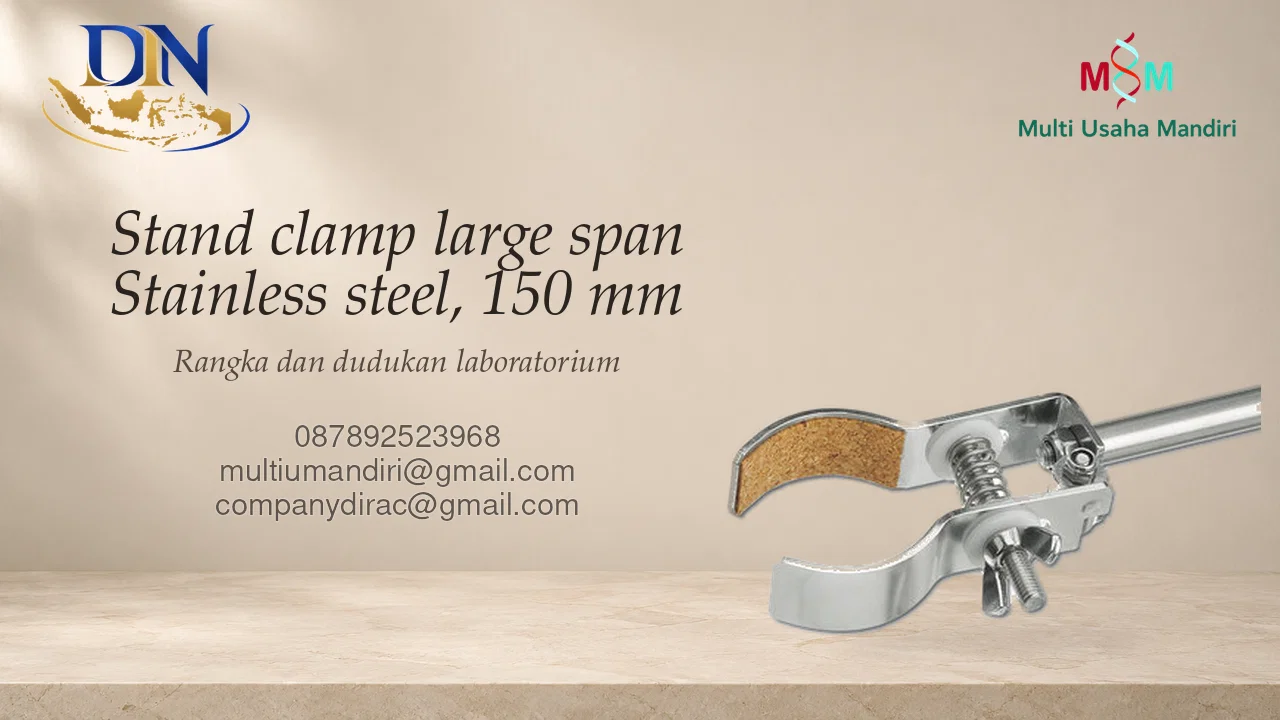 DN
M M
Multi Usaha Mandiri
Stand clamp large span
Stainless steel, 150 mm
Rangka dan dudukan laboratorium
087892523968
multiumandiri@gmail.com
companydirac@gmail.com